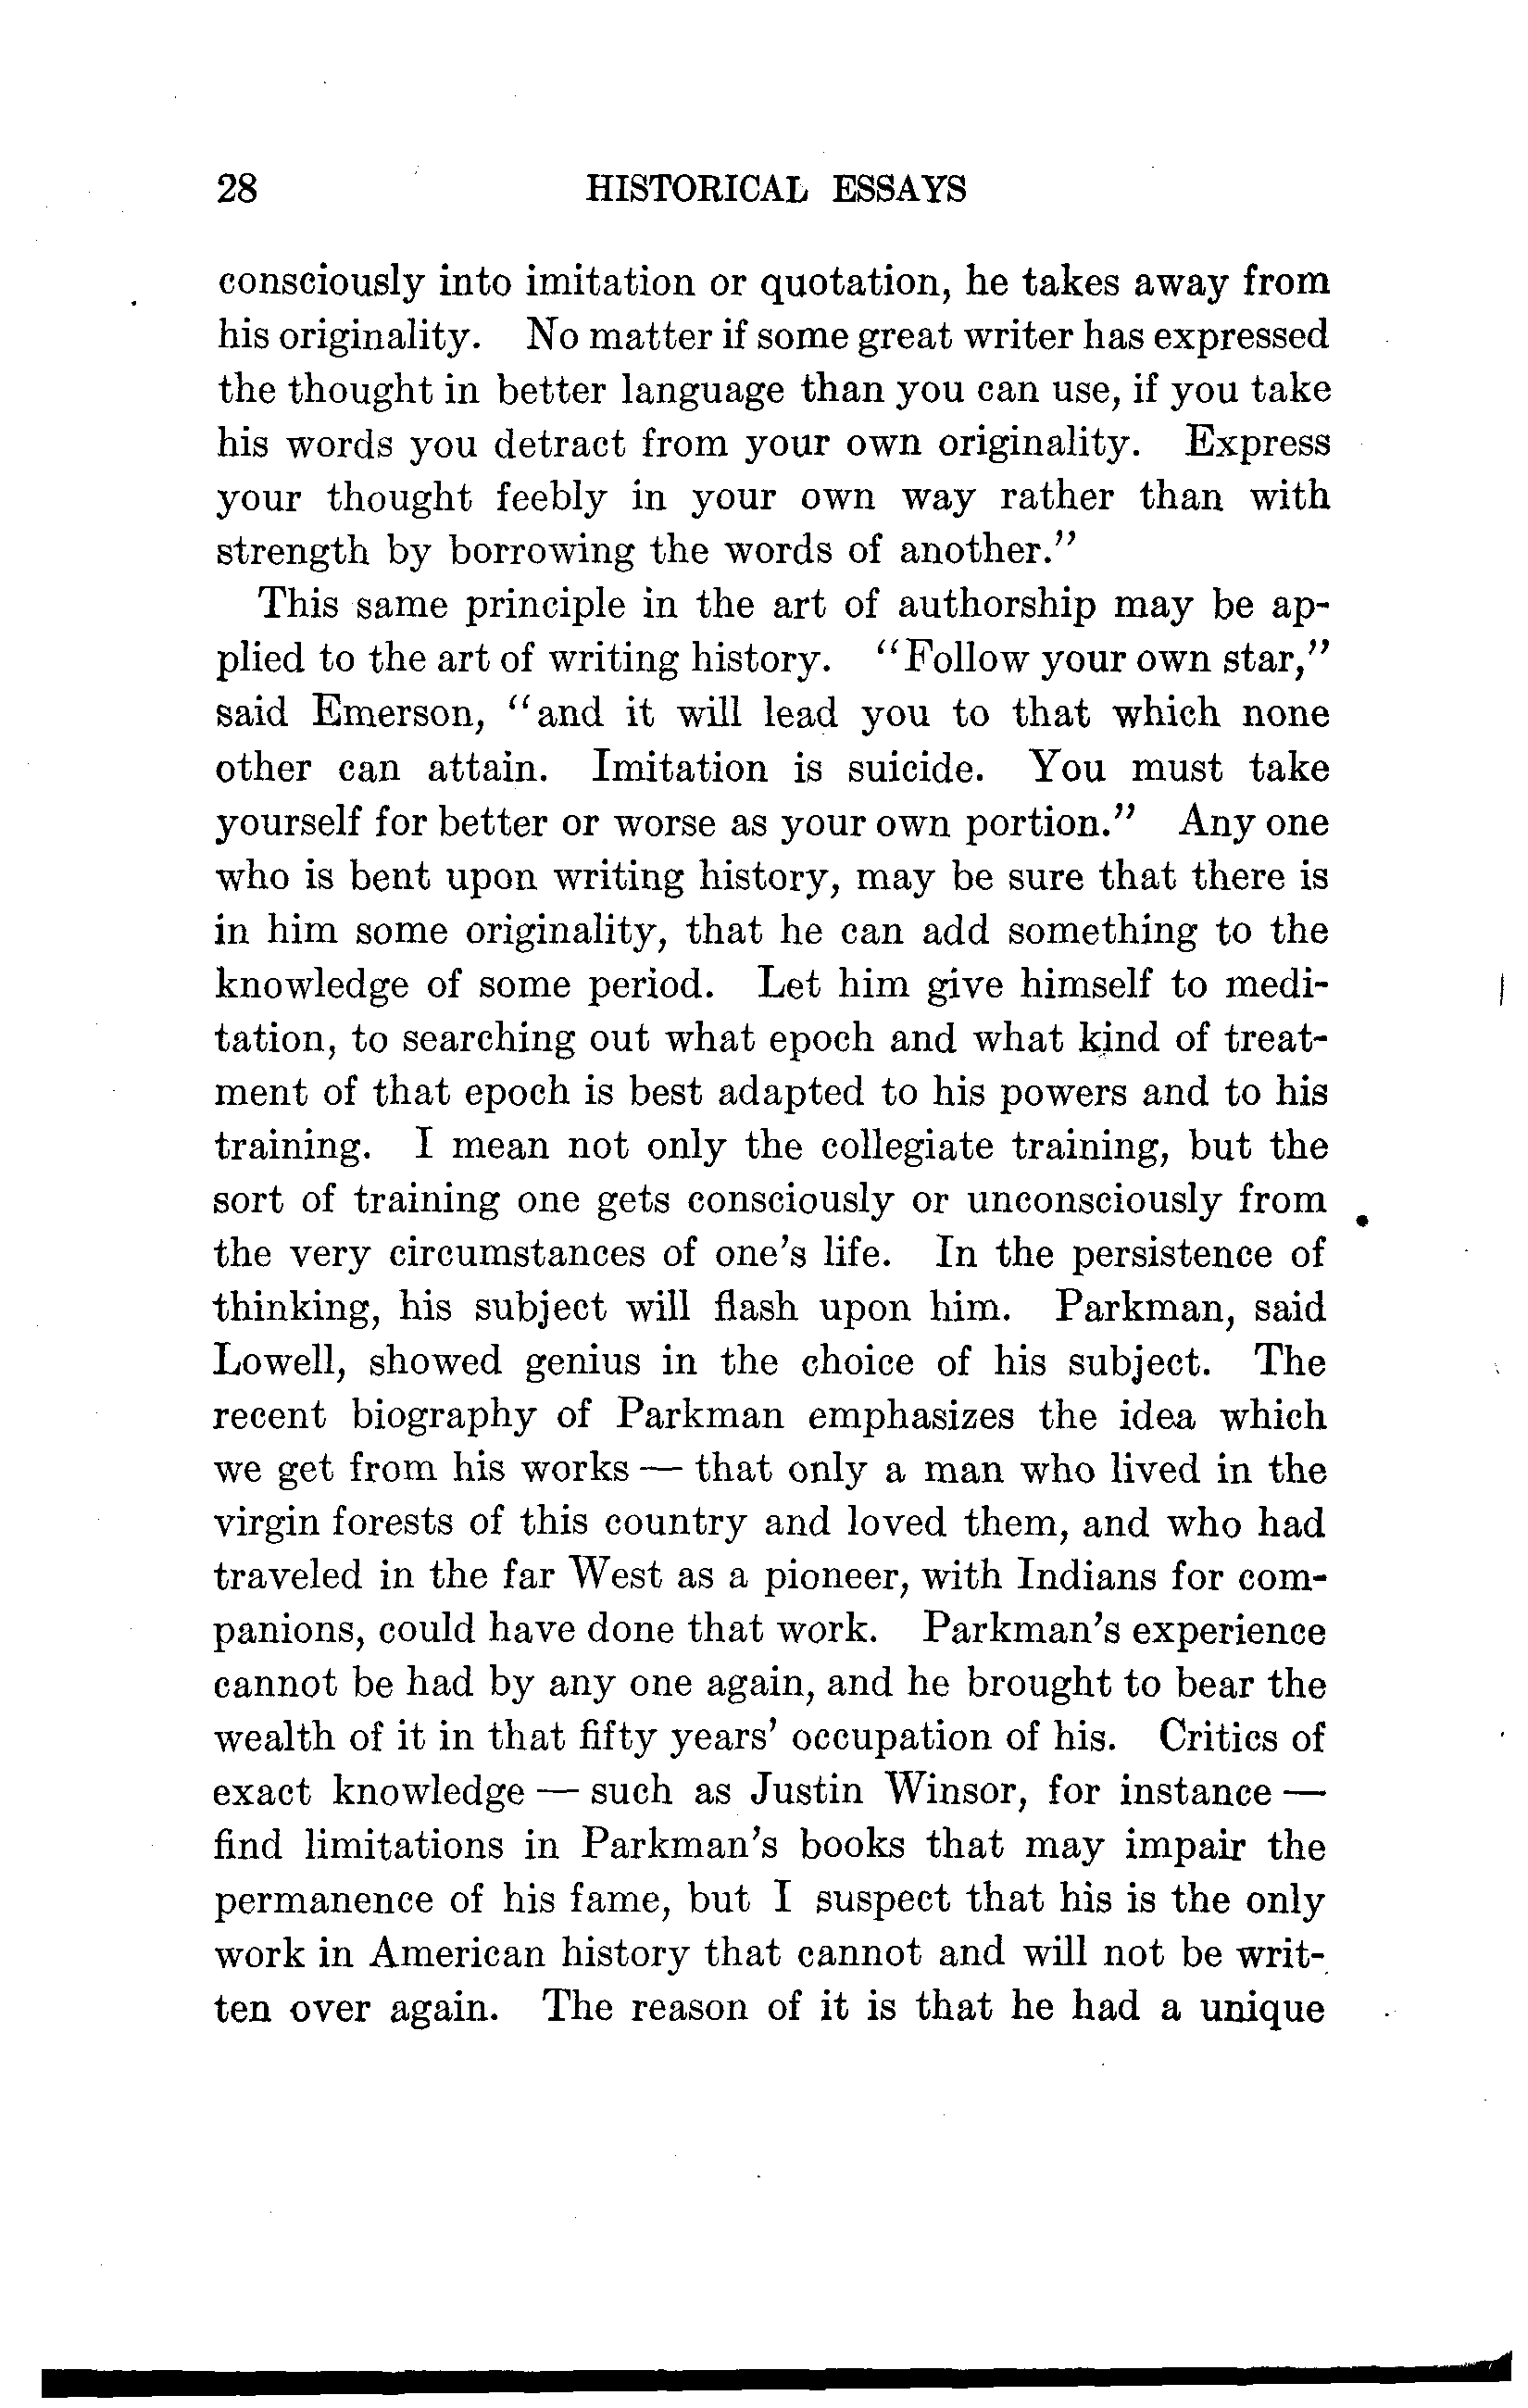 28 HISTORICAL ESSAYS
consciously into imitation or quotation, he takes away from
his originality. No matter if some great writer has expressed
the thought in better language than you can use, if you take
his words you detract from your own originality. Express
your thought feebly in your own way rather than with
strength by borrowing the words of another."
This same principle in the art of authorship may be ap-
plied to the art of writing history. "Follow your own star,"
said Emerson, "and it will lead you to that which none
other can attain. Imitation is suicide. You must take
yourself for better or worse as your own portion." Any one
who is bent upon writing history, may be sure that there is
in him some originality, that he can add something to the
knowledge of some period. Let him give himself to medi-
tation, to searching out what epoch and what kind of treat-
ment of that epoch is best adapted to his powers and to his
training. I mean not only the collegiate training, but the
sort of training one gets consciously or unconsciously from
the very circumstances of one's life. In the persistence of
thinking, his subject will flash upon him. Parkman, said
Lowell, showed genius in the choice of his subject. The
recent biography of Parkman emphasizes the idea which
we get from his works — that only a man who lived in the
virgin forests of this country and loved them, and who had
traveled in the far West as a pioneer, with Indians for com-
panions, could have done that work. Parkman's experience
cannot be had by any one again, and he brought to bear the
wealth of it in that fifty years' occupation of his. Critics of
exact knowledge — such as Justin Winsor, for instance —
find limitations in Parkman's books that may impair the
permanence of his fame, but I suspect that his is the only
work in American history that cannot and will not be writ-
ten over again. The reason of it is that he had a unique